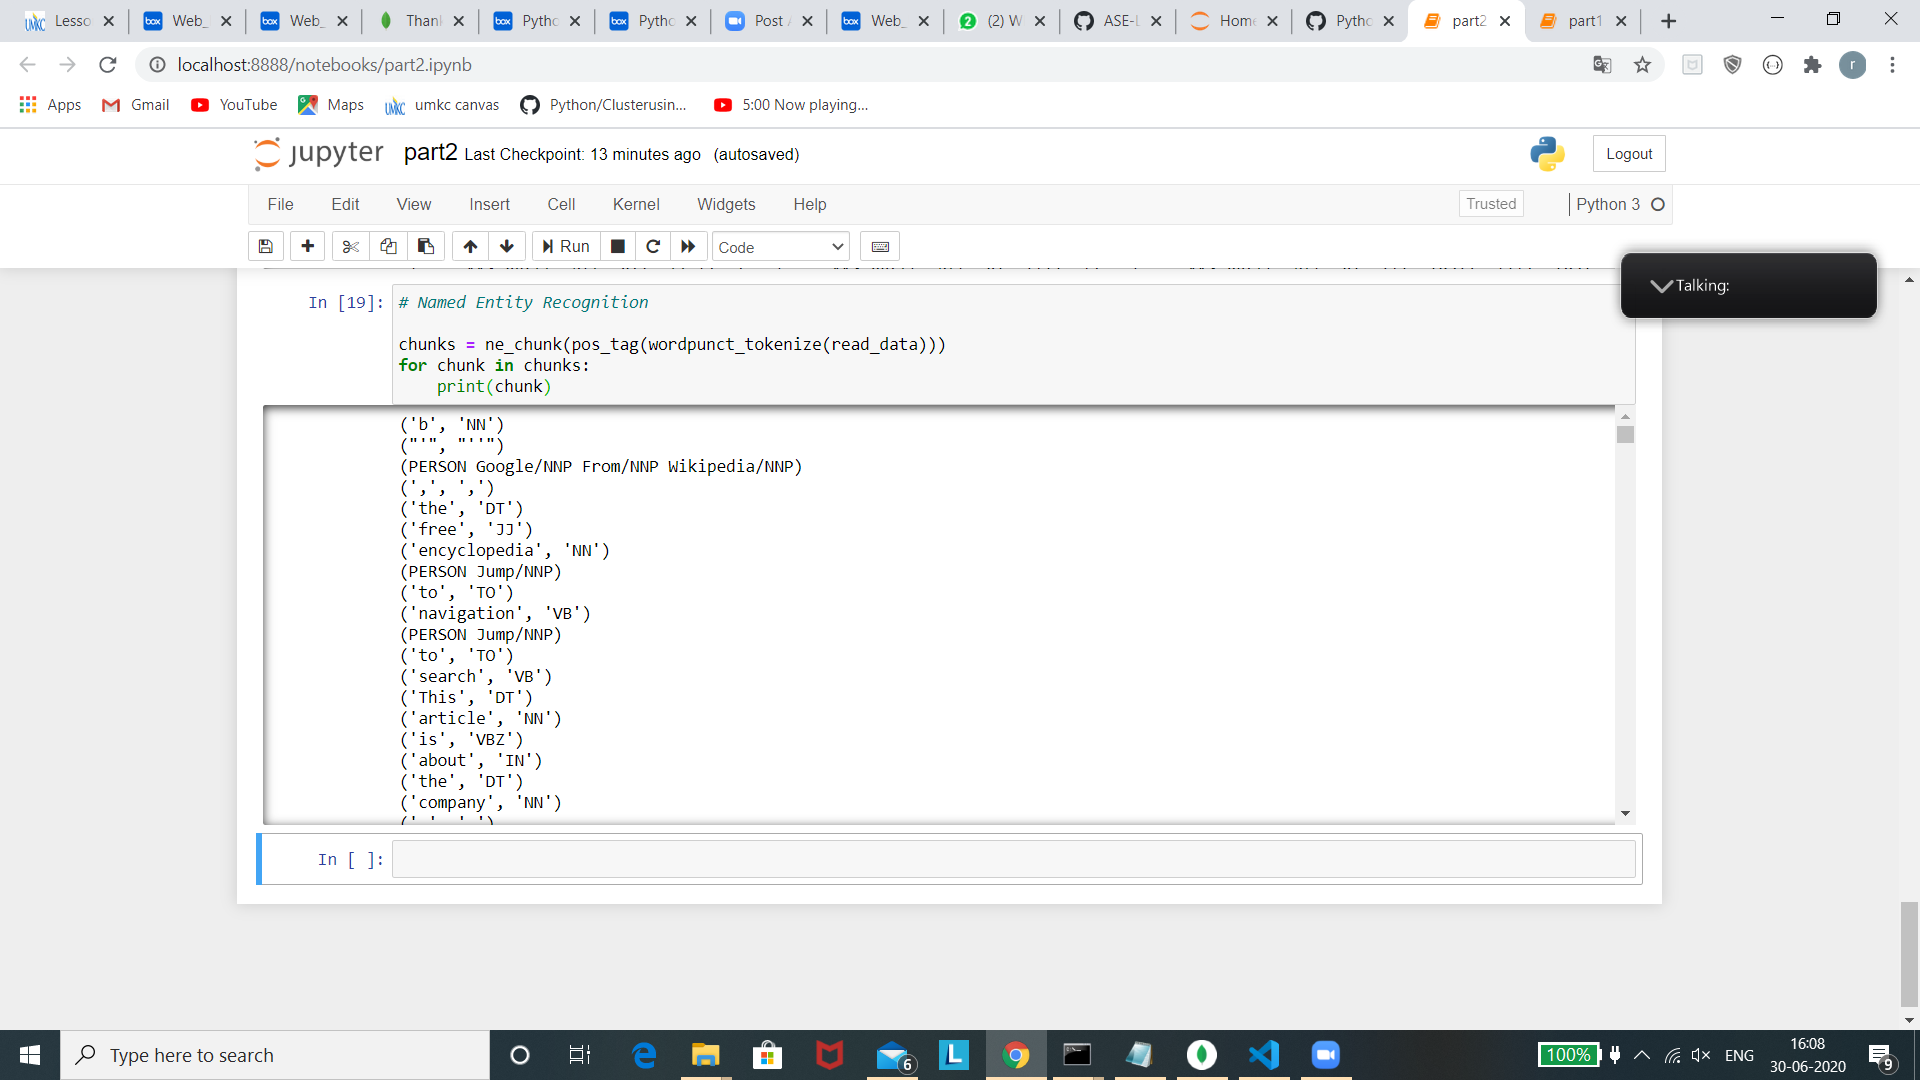 Lesso
Web_
Web_
Thank
Pytho
Pytho
Post A
Web_
(2) W
ASE-L
Home
Pytho
part2
part1
localhost:8888/notebooks/part2.ipynb
r
Apps
Gmail
YouTube
Maps
umkc canvas
Python/Clusterusin...
5:00 Now playing...
jupyter part2 Last Checkpoint: 13 minutes ago (autosaved)
Logout
File Edit View Insert Cell Kernel Widgets Help
Trusted
Python 3
Run
Code
Talking:
In [19]:
# Named Entity Recognition
chunks = ne_chunk(pos_tag(wordpunct_tokenize(read_data)))
for chunk in chunks:
    print(chunk)
('b', 'NN')
("'", "''")
(PERSON Google/NNP From/NNP Wikipedia/NNP)
(',', ',')
('the', 'DT')
('free', 'JJ')
('encyclopedia', 'NN')
(PERSON Jump/NNP)
('to', 'TO')
('navigation', 'VB')
(PERSON Jump/NNP)
('to', 'TO')
('search', 'VB')
('This', 'DT')
('article', 'NN')
('is', 'VBZ')
('about', 'IN')
('the', 'DT')
('company', 'NN')
In [ ]:
Type here to search
6
100%
ENG
16:08
30-06-2020
9